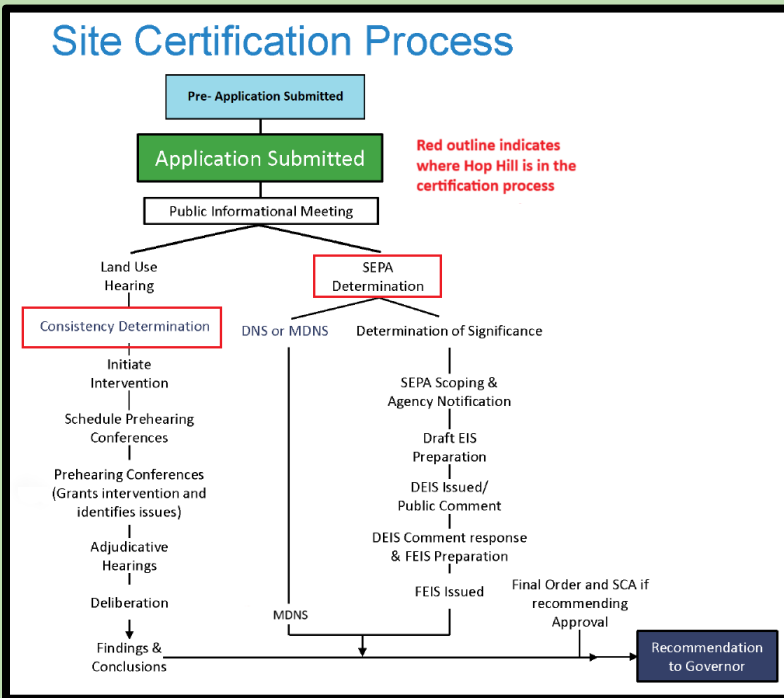 Site Certification Process
Pre- Application Submitted
Application Submitted
Red outline indicates
where Hop Hill is in the
certification process
Public Informational Meeting
Land Use
Hearing
Consistency Determination
Initiate
Intervention
Schedule Prehearing
Conferences
Prehearing Conferences
(Grants intervention and
identifies issues)
Adjudicative
Hearings
Deliberation
Findings &
Conclusions
SEPA
Determination
DNS or MDNS
MDNS
Determination of Significance
SEPA Scoping &
Agency Notification
Draft EIS
Preparation
DEIS Issued/
Public Comment
DEIS Comment response
& FEIS Preparation
FEIS Issued
Final Order and SCA if
recommending
Approval
Recommendation
to Governor